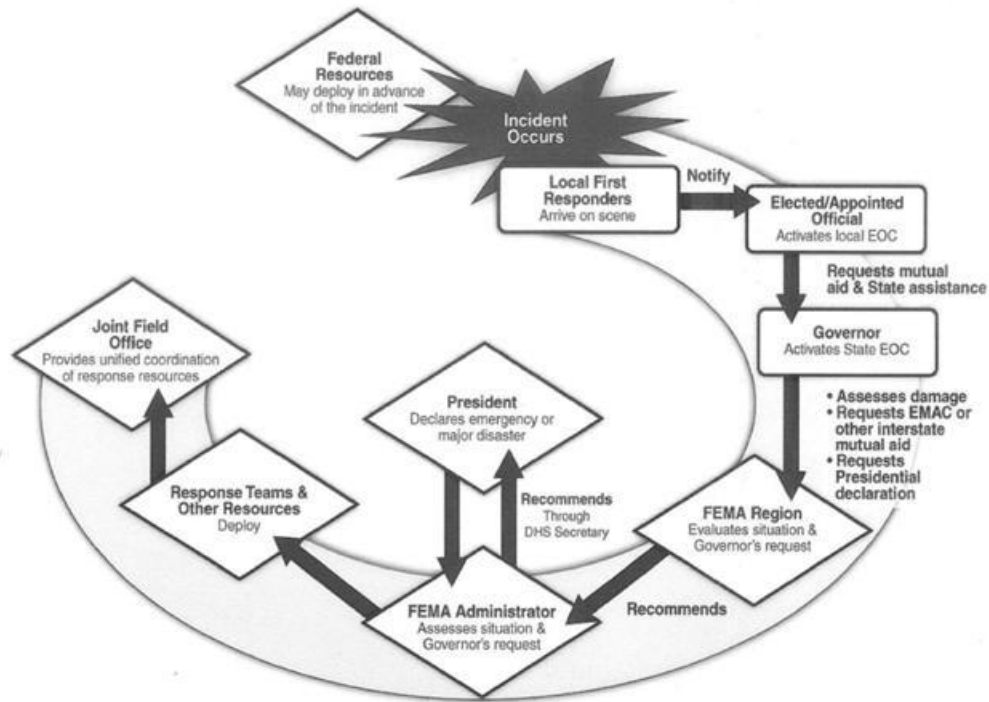 Federal
Resources
May deploy in advance
of the incident
Incident
Occurs
Local First
Responders
Arrive on scene
Notify
Elected/Appointed
Official
Activates local EOC
Requests mutual
aid & State assistance
Governor
Activates State EOC
• Assesses damage
• Requests EMAC or
other interstate
mutual aid
• Requests
Presidential
declaration
FEMA Region
Evaluates situation &
Governor's request
Recommends
FEMA Administrator
Assesses situation &
Governor's request
Recommends
Through
DHS Secretary
President
Declares emergency or
major disaster
Response Teams &
Other Resources
Deploy
Joint Field
Office
Provides unified coordination
of response resources